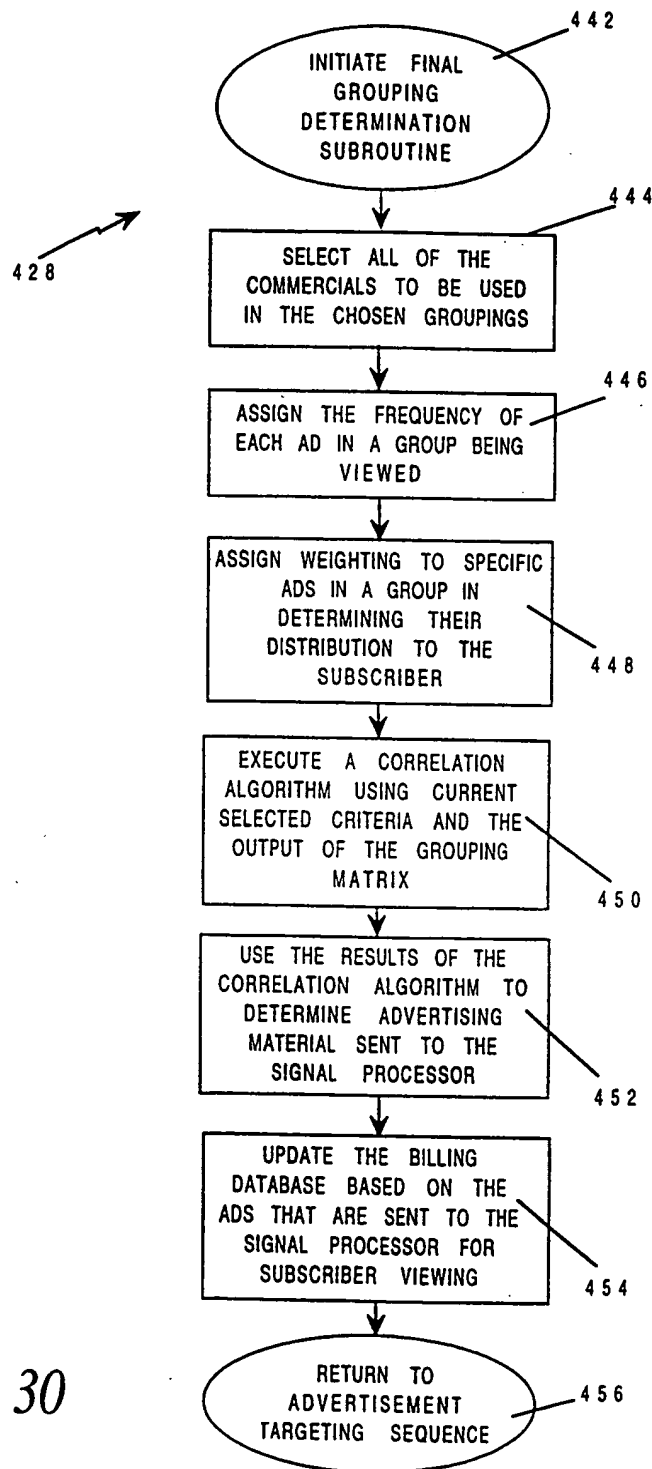 442
INITIATE FINAL
GROUPING
DETERMINATION
SUBROUTINE
428
444
SELECT ALL OF THE
COMMERCIALS TO BE USED
IN THE CHOSEN GROUPINGS
446
ASSIGN THE FREQUENCY OF
EACH AD IN A GROUP BEING
VIEWED
ASSIGN WEIGHTING TO SPECIFIC
ADS IN A GROUP IN
DETERMINING THEIR
DISTRIBUTION TO THE
SUBSCRIBER
448
EXECUTE A CORRELATION
ALGORITHM USING CURRENT
SELECTED CRITERIA AND THE
OUTPUT OF THE GROUPING
MATRIX
450
USE THE RESULTS OF THE
CORRELATION ALGORITHM TO
DETERMINE ADVERTISING
MATERIAL SENT TO THE
SIGNAL PROCESSOR
452
UPDATE THE BILLING
DATABASE BASED ON THE
ADS THAT ARE SENT TO THE
SIGNAL PROCESSOR FOR
SUBSCRIBER VIEWING
454
RETURN TO
ADVERTISEMENT
TARGETING SEQUENCE
456
30